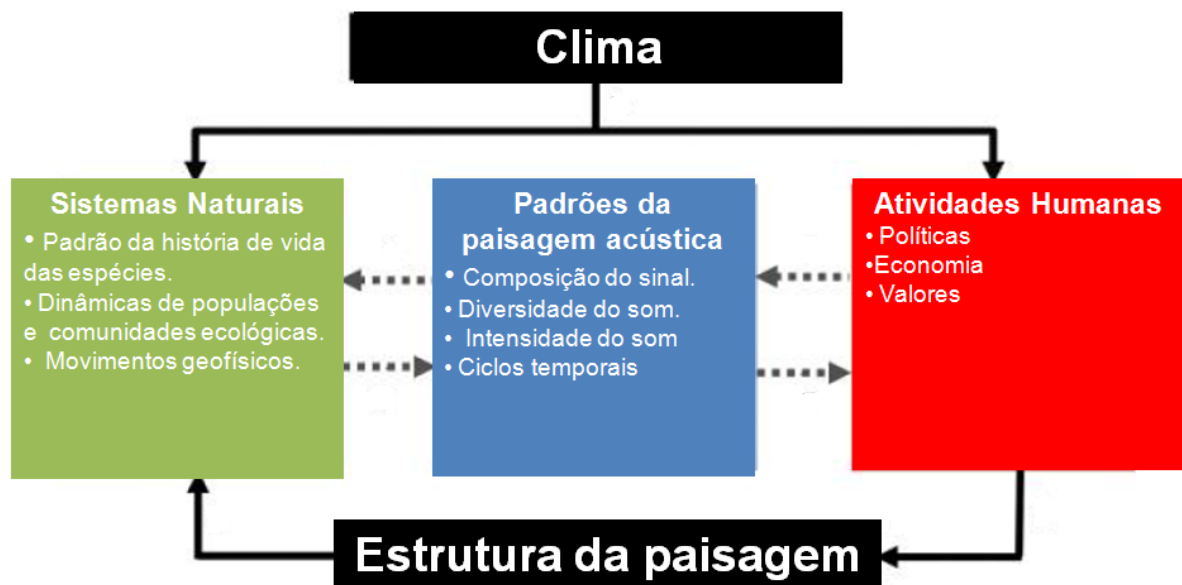 Clima
Sistemas Naturais
• Padrão da história de vida
das espécies.
• Dinâmicas de populações
e comunidades ecológicas.
• Movimentos geofísicos.
Padrões da
paisagem acústica
• Composição do sinal.
• Diversidade do som.
• Intensidade do som
• Ciclos temporais
Atividades Humanas
• Políticas
•Economia
• Valores
Estrutura da paisagem